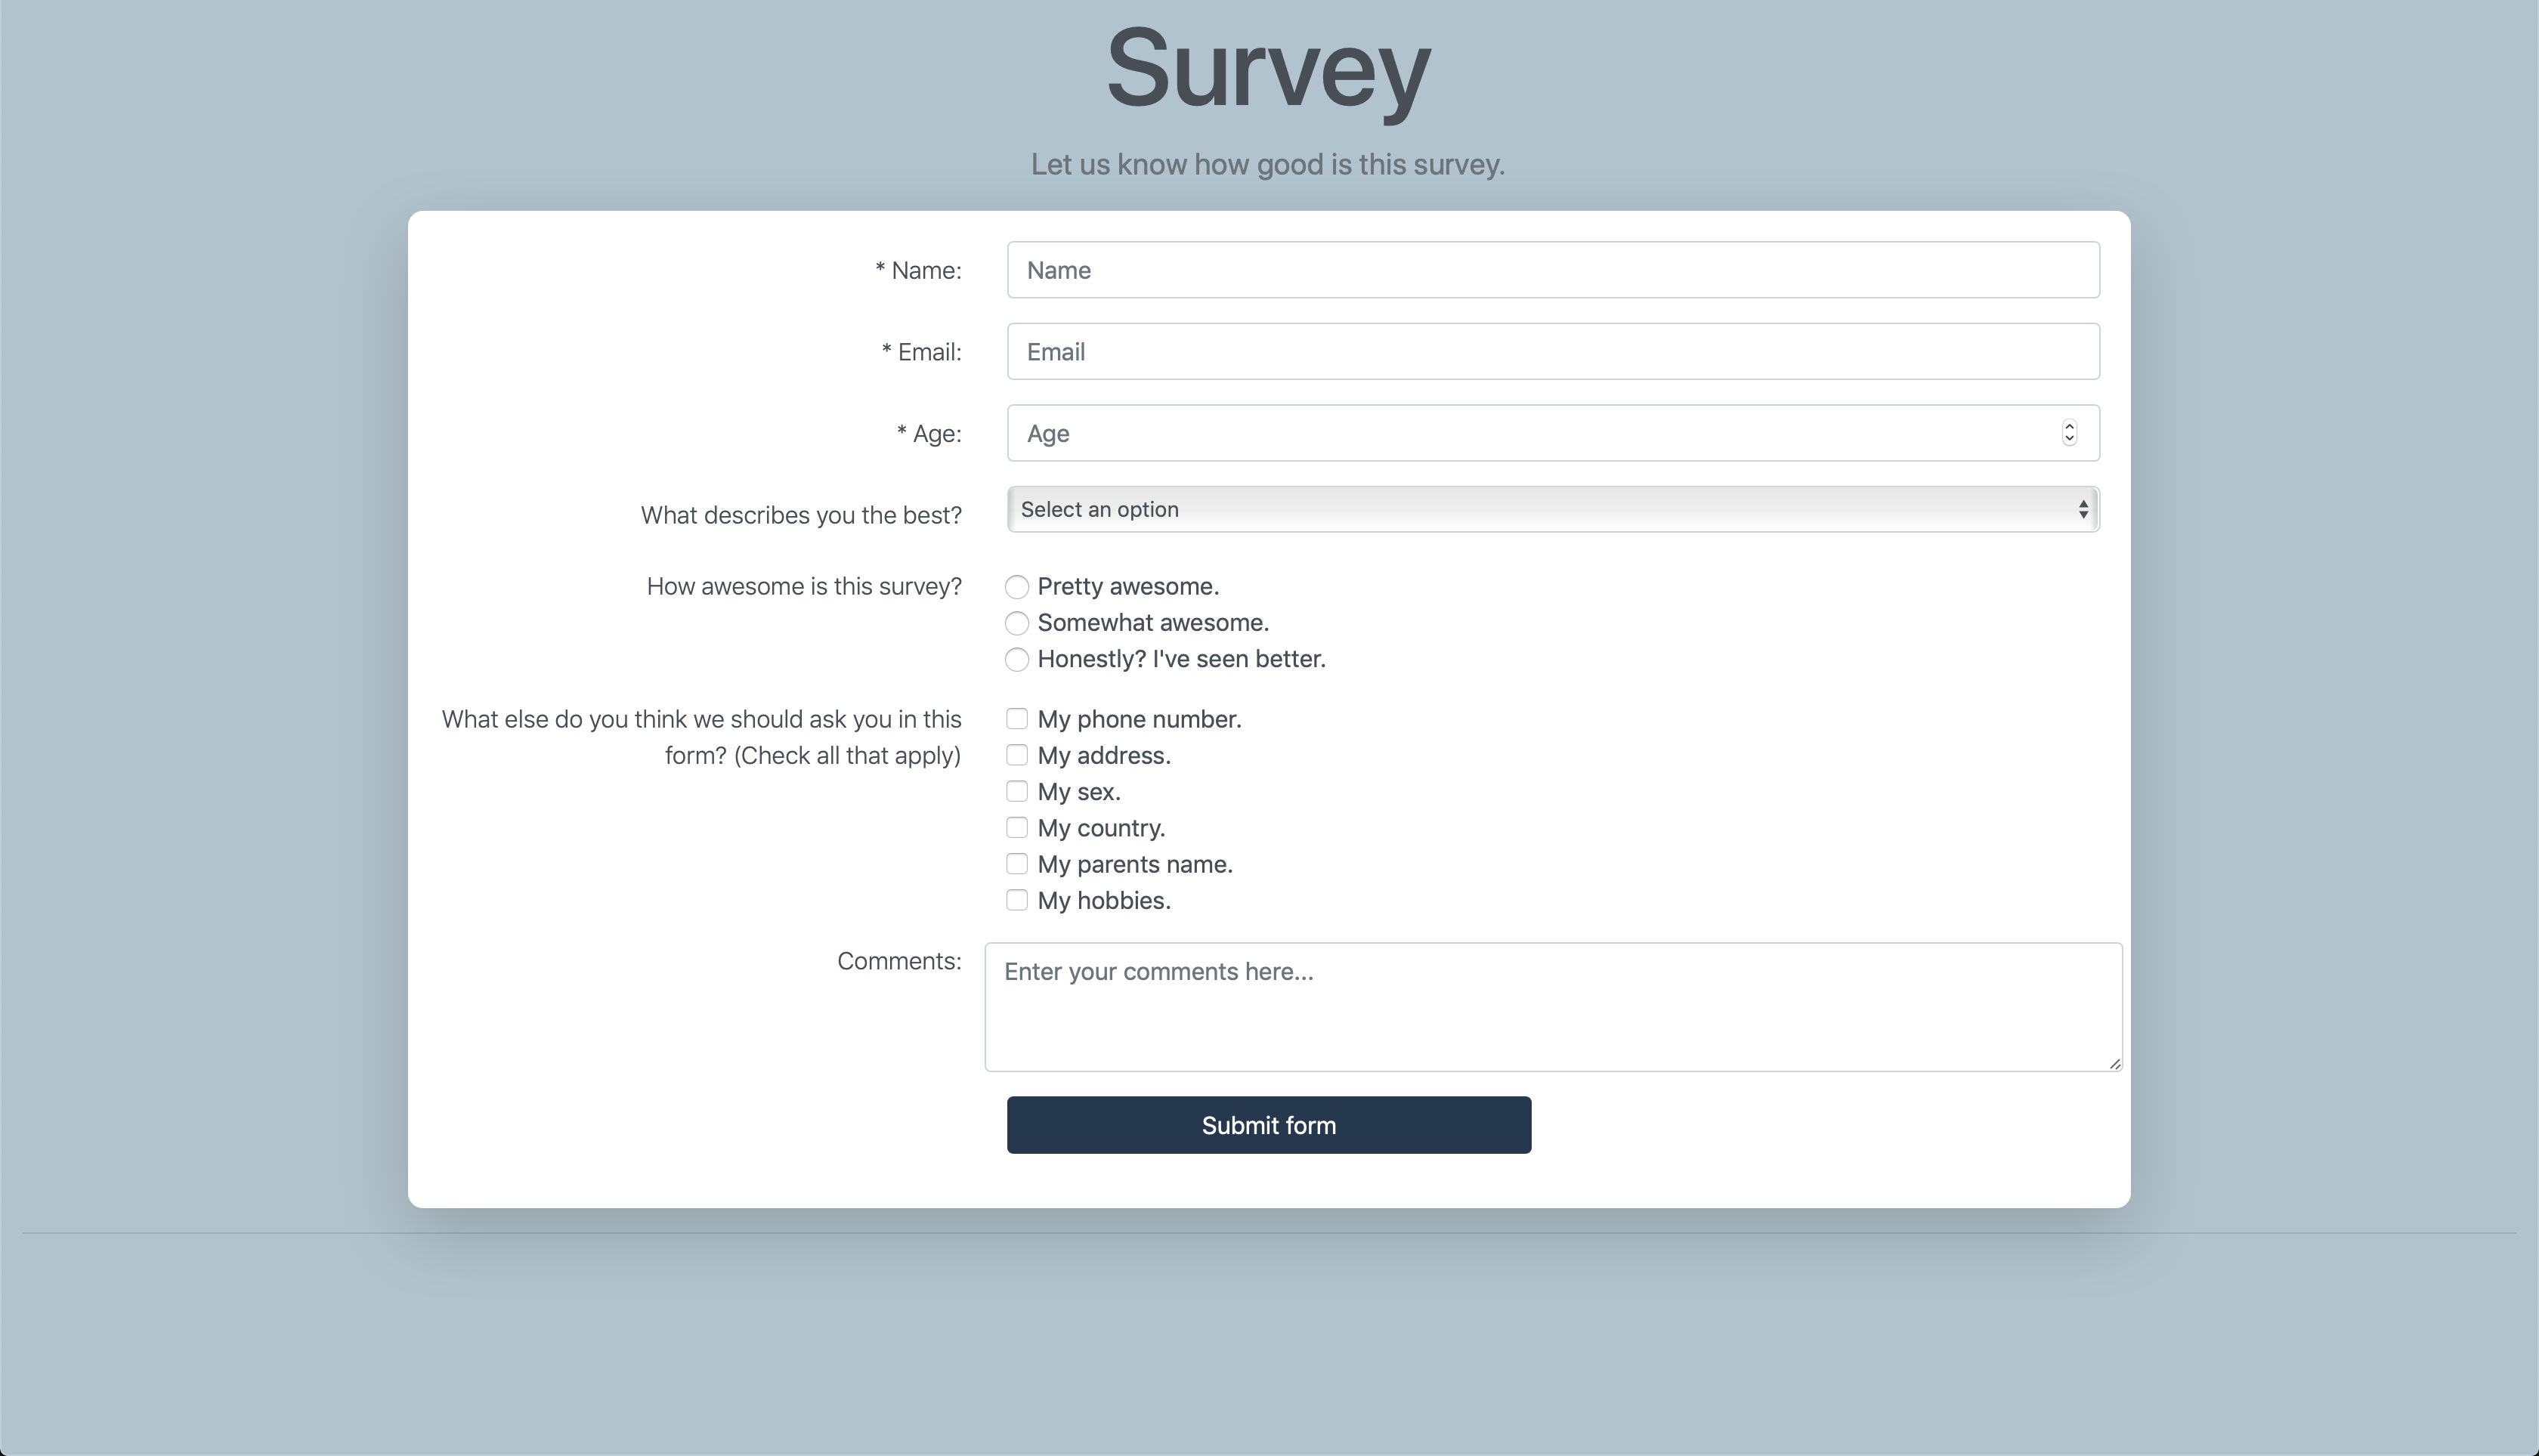 Survey
Let us know how good is this survey.
* Name:
Name
* Email:
Email
* Age:
Age
What describes you the best?
Select an option
How awesome is this survey?
Pretty awesome.
Somewhat awesome.
Honestly? I've seen better.
What else do you think we should ask you in this
form? (Check all that apply)
My phone number.
My address.
My sex.
My country.
My parents name.
My hobbies.
Comments:
Enter your comments here...
Submit form